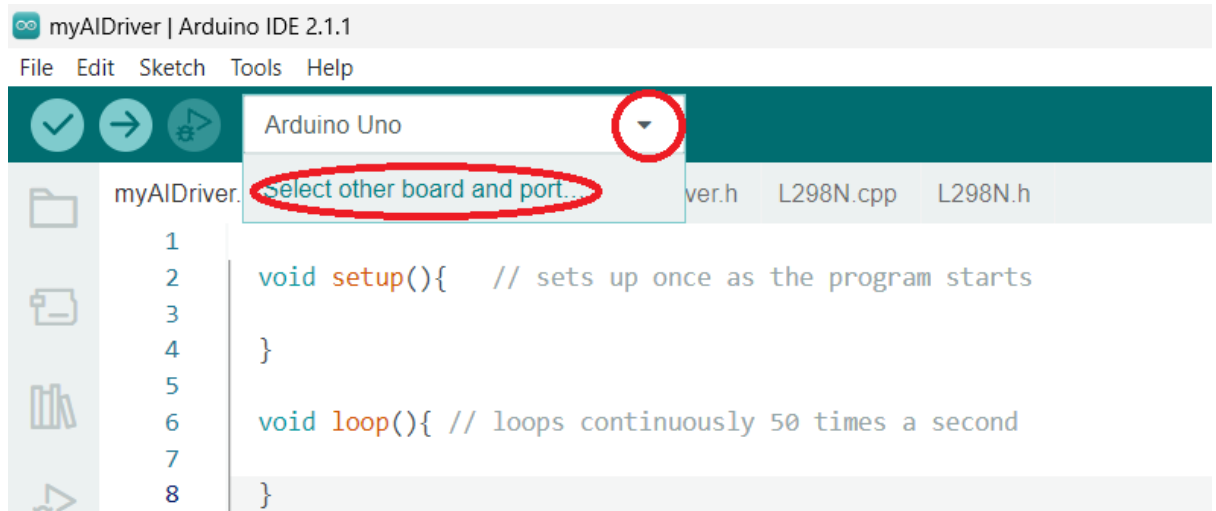 myAIDriver | Arduino IDE 2.1.1
File Edit Sketch Tools Help
Arduino Uno
Select other board and port...
myAIDriver. ver.h L298N.cpp L298N.h
1
2 void setup(){ // sets up once as the program starts
3
4 }
5
6 void loop(){ // loops continuously 50 times a second
7
8 }